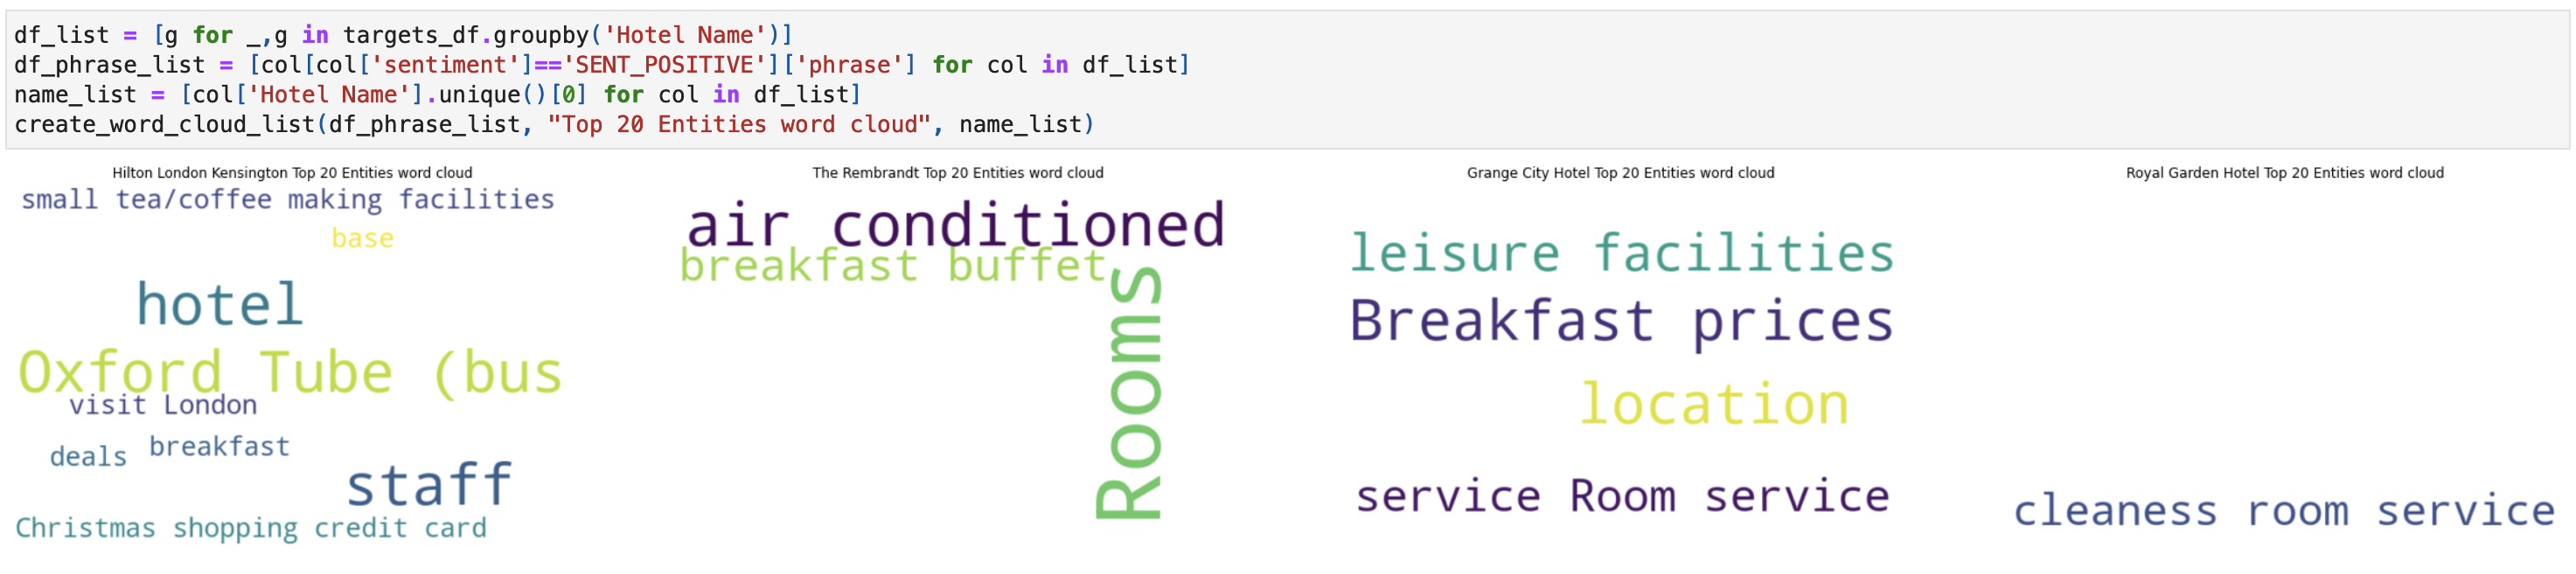 df_list = [g for _,g in targets_df.groupby('Hotel Name')]
df_phrase_list = [col[col['sentiment']=='SENT_POSITIVE']['phrase'] for col in df_list]
name_list = [col['Hotel Name'].unique()[0] for col in df_list]
create_word_cloud_list(df_phrase_list, "Top 20 Entities word cloud", name_list)
Hilton London Kensington Top 20 Entities word cloud
small tea/coffee making facilities
base
hotel
Oxford Tube (bus
visit London
deals
breakfast
staff
Christmas shopping credit card
The Rembrandt Top 20 Entities word cloud
air conditioned
breakfast buffet
Rooms
Grange City Hotel Top 20 Entities word cloud
leisure facilities
Breakfast prices
location
service Room service
Royal Garden Hotel Top 20 Entities word cloud
cleaness room service